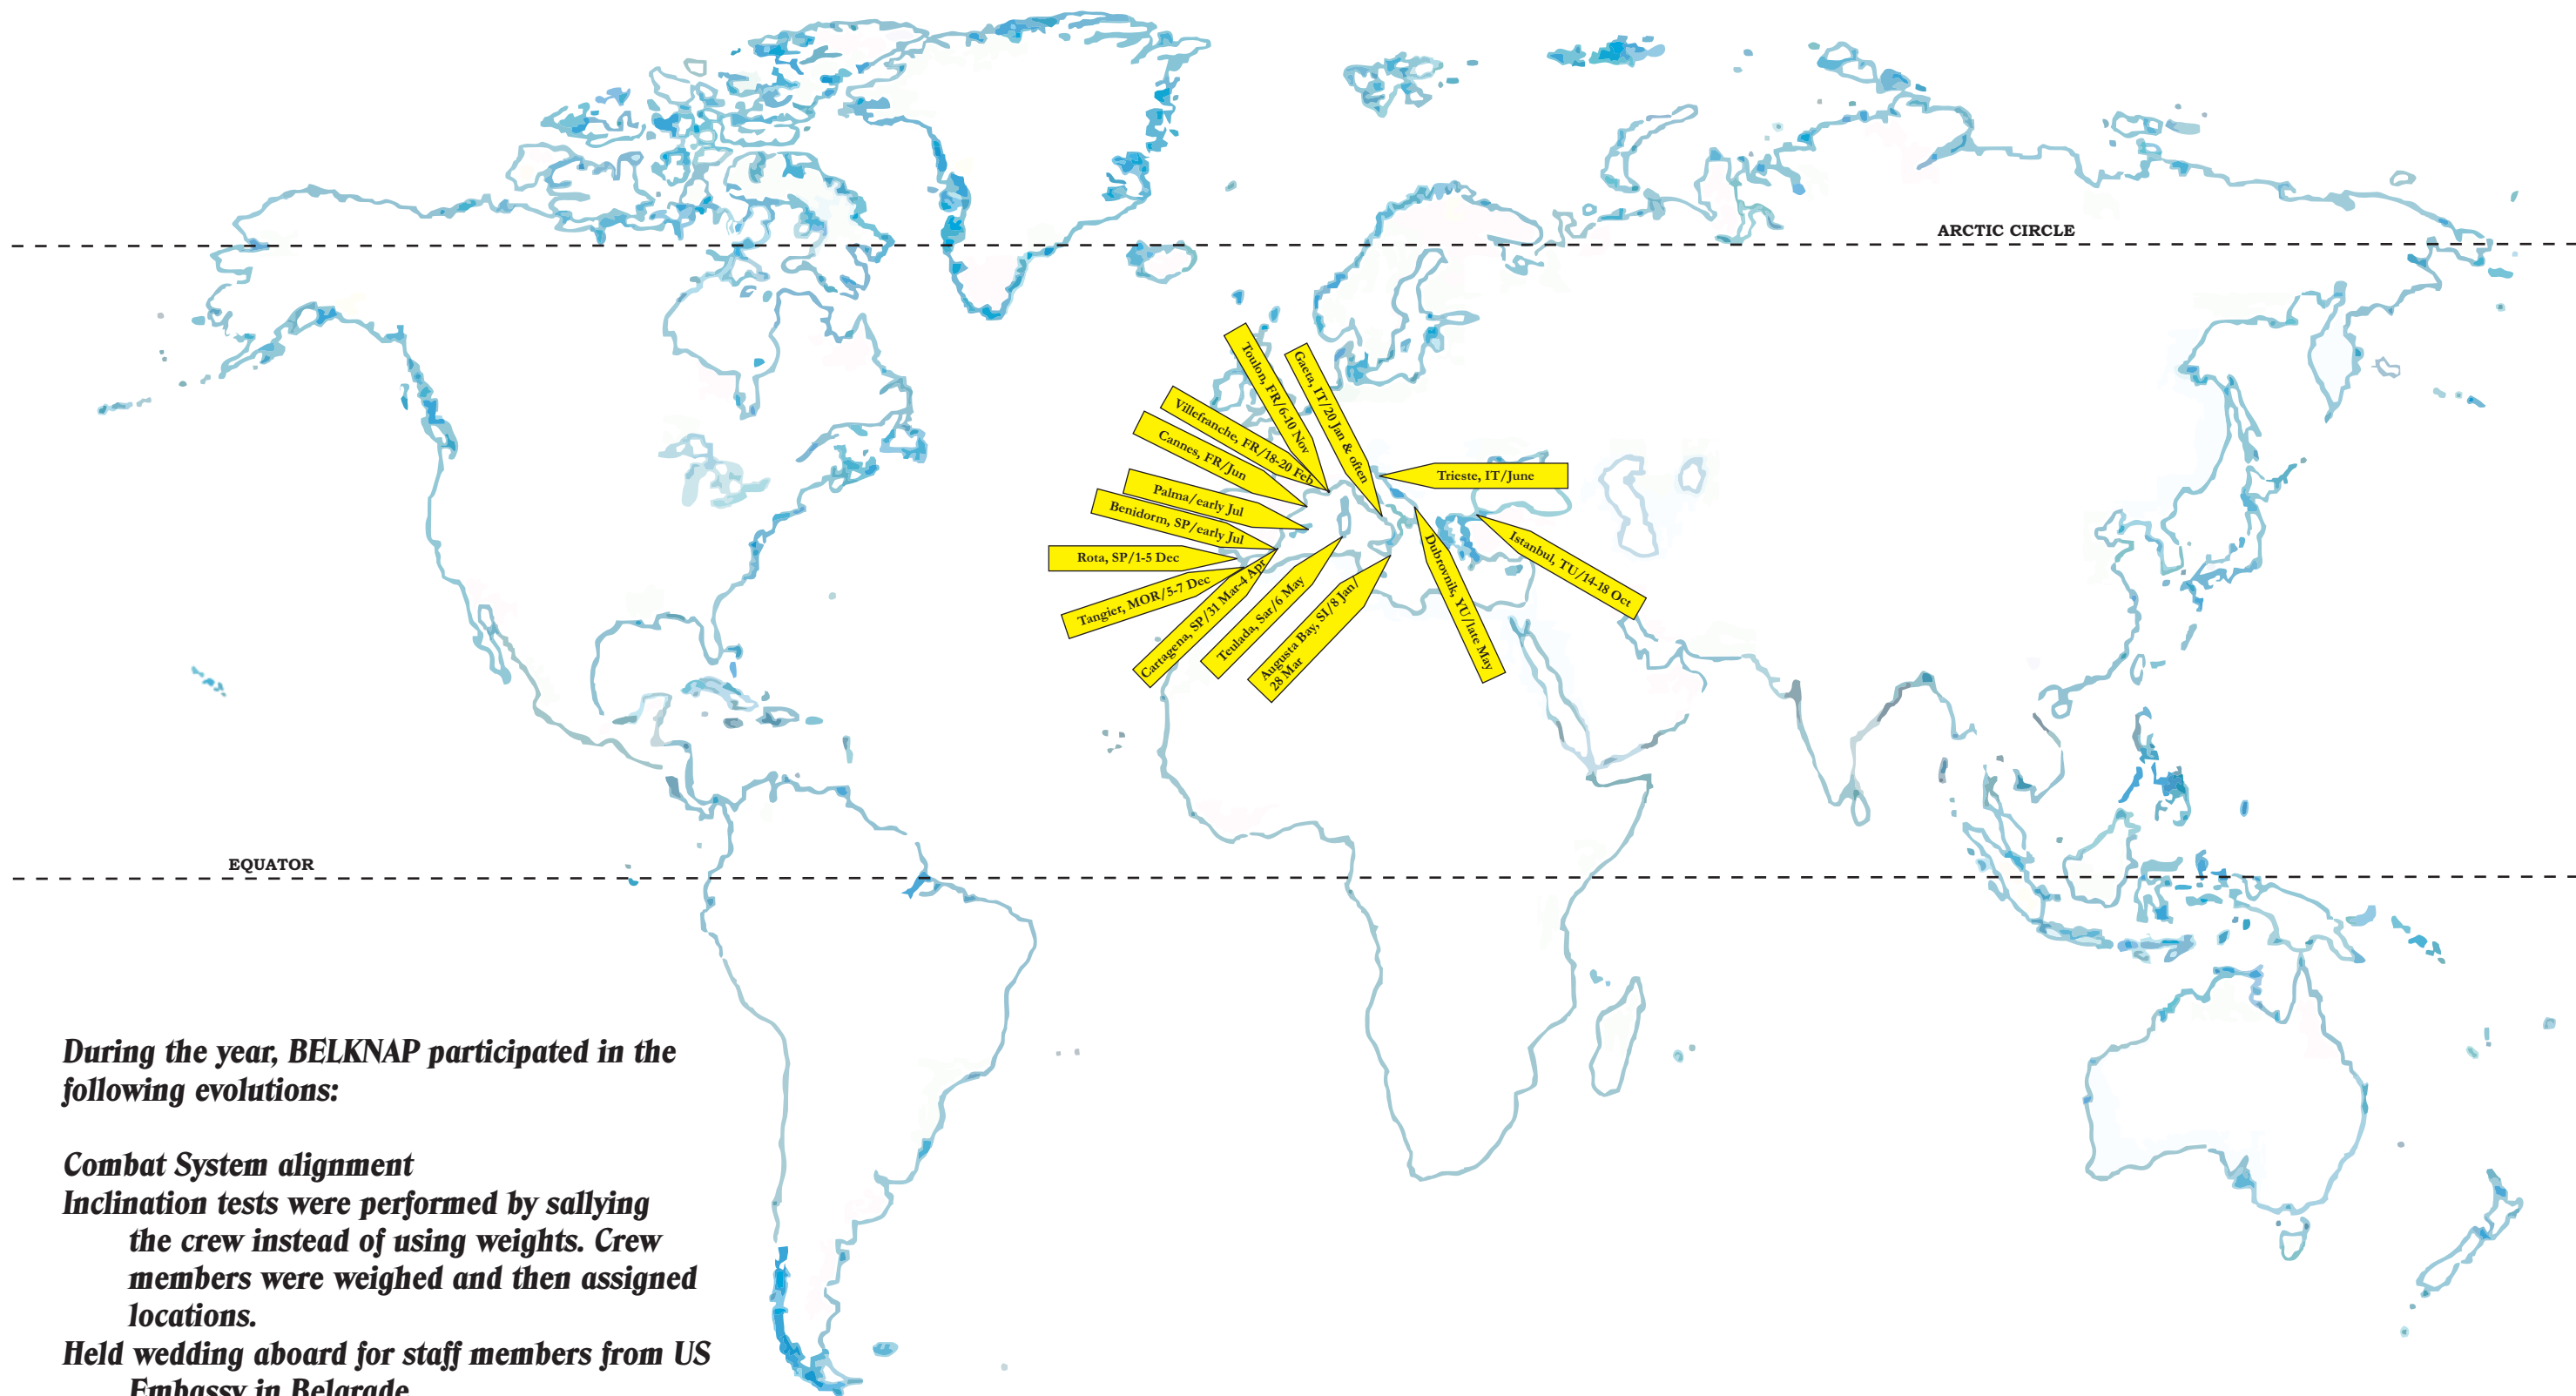 ARCTIC CIRCLE
Toulon, FR/6-10 Nov
Gaeta, IT/20 Jan & often
Villefranche, FR/18-20 Feb
Cannes, FR/Jun
Trieste, IT/June
Palma/early Jul
Benidorm, SP/early Jul
Rota, SP/1-5 Dec
Tangier, MOR/5-7 Dec
Cartagena, SP/31 Mar-4 Apr
Teulada, Sar/6 May
Augusta Bay, SI/8 Jan/
28 Mar
Dubrovnik, YU/late May
Istanbul, TU/14-18 Oct
EQUATOR
During the year, BELKNAP participated in the
following evolutions:
Combat System alignment
Inclination tests were performed by sallying
the crew instead of using weights. Crew
members were weighed and then assigned
locations.
Held wedding aboard for staff members from US
Embassy in Belgrade